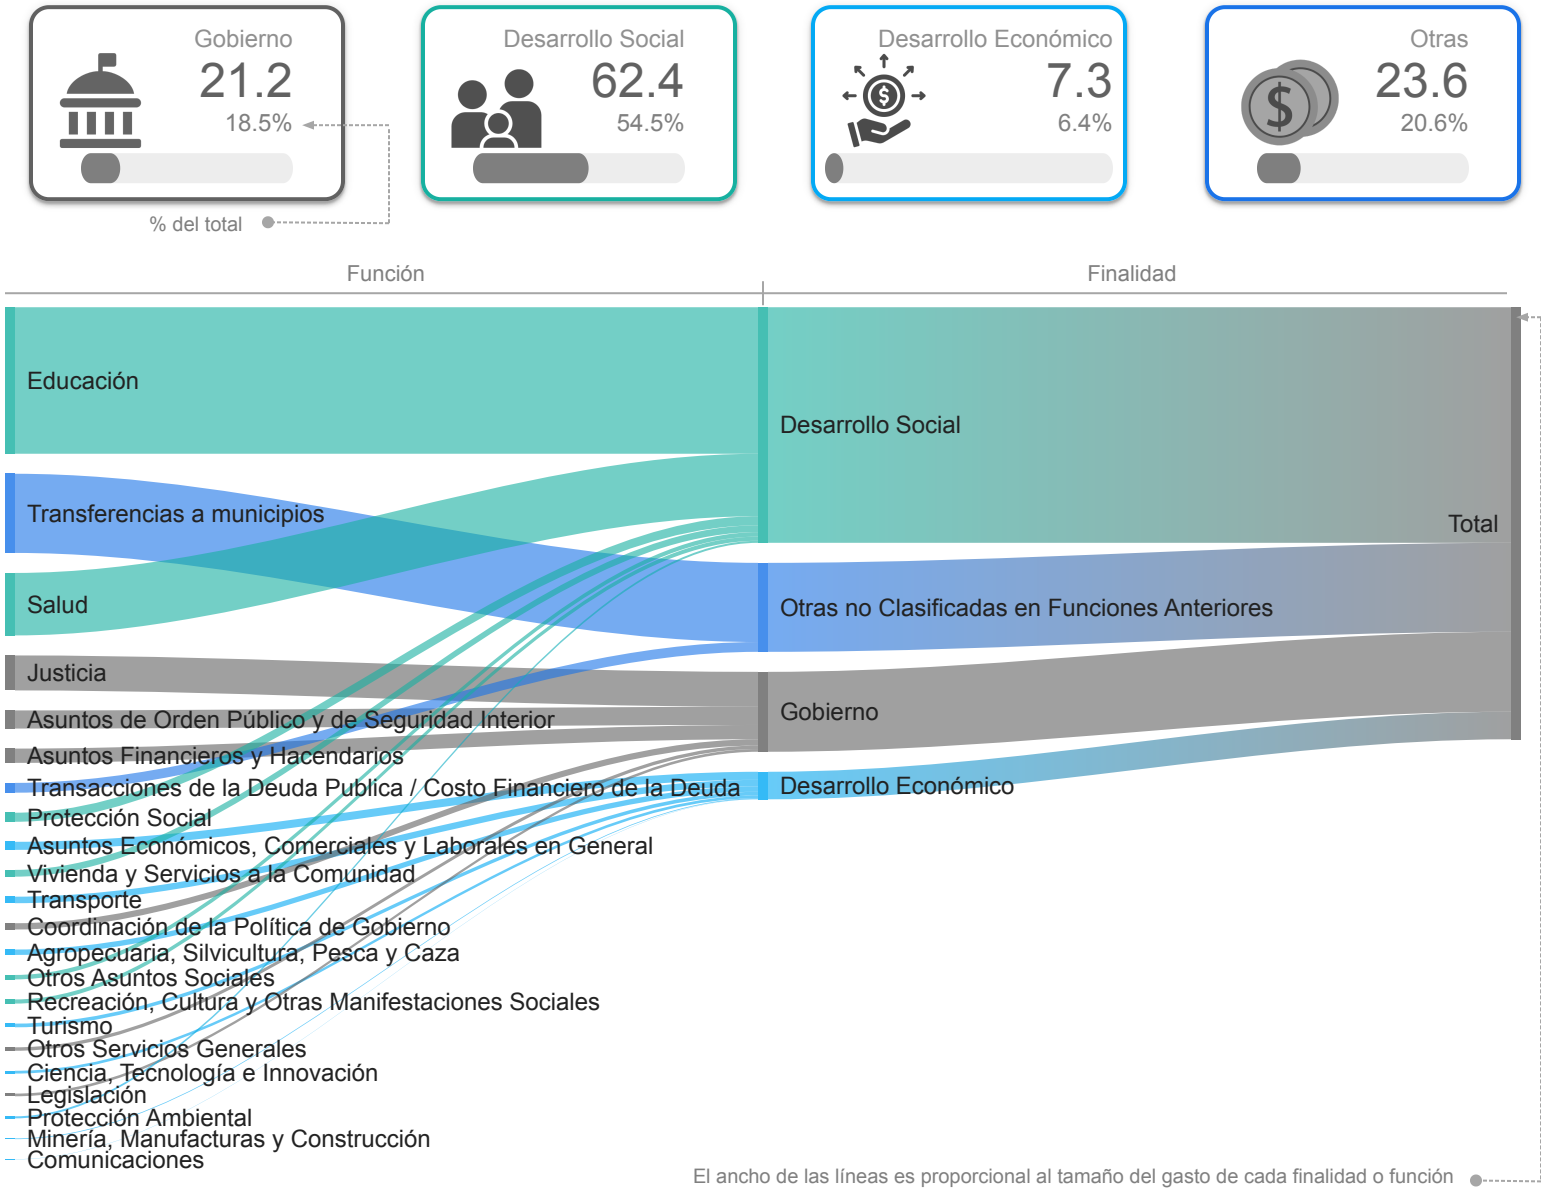 Gobierno
21.2
18.5%
Desarrollo Social
62.4
54.5%
Desarrollo Económico
$
7.3
6.4%
Otras
$
23.6
20.6%
% del total
Función
Finalidad
Educación
Desarrollo Social
Transferencias a municipios
Total
Salud
Otras no Clasificadas en Funciones Anteriores
Justicia
Asuntos de Orden Público y de Seguridad Interior
Gobierno
Asuntos Financieros y Hacendarios
Transacciones de la Deuda Publica / Costo Financiero de la Deuda
Desarrollo Económico
Protección Social
Asuntos Económicos, Comerciales y Laborales en General
Vivienda y Servicios a la Comunidad
Transporte
Coordinación de la Política de Gobierno
Agropecuaria, Silvicultura, Pesca y Caza
Otros Asuntos Sociales
Recreación, Cultura y Otras Manifestaciones Sociales
Turismo
Otros Servicios Generales
Ciencia, Tecnología e Innovación
Legislación
Protección Ambiental
Minería, Manufacturas y Construcción
Comunicaciones
El ancho de las líneas es proporcional al tamaño del gasto de cada finalidad o función